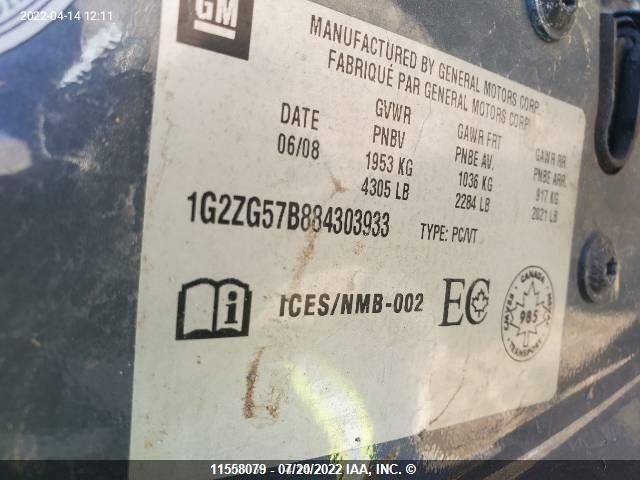 2022-04-14 12:11
GM
MANUFACTURED BY GENERAL MOTORS CORP
FABRIQUÉ PAR GENERAL MOTORS CORP
DATE
06/08
GVWR
PNBV
1953 KG
4305 LB
GAWR FRT
PNBE AV.
1036 KG
2284 LB
GAWR RR
PNBE ARR.
917 KG
2021 LB
1G2ZG57B884303933
TYPE: PC/VT
i
ICES/NMB-002
EC
CANADA
985
TRANSPORT
11558079 - 07/20/2022 IAA, INC. ©